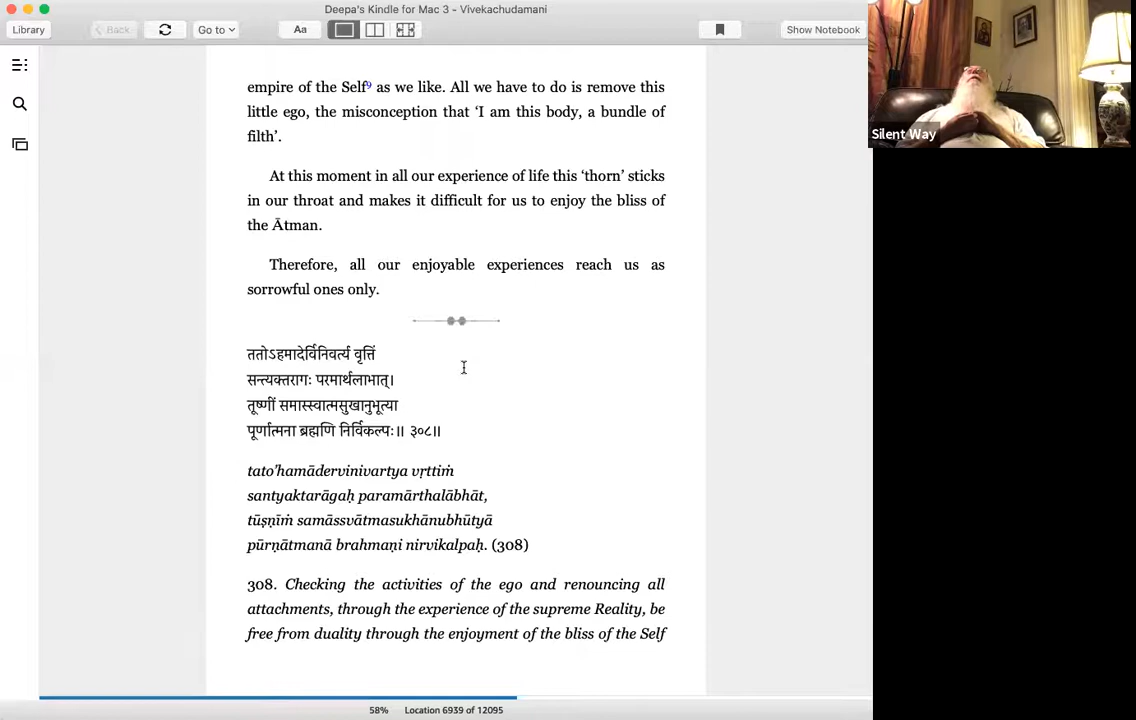 Deepa's Kindle for Mac 3 - Vivekachudamani
Library
Back
Go to
Aa
Show Notebook
empire of the Self⁹ as we like. All we have to do is remove this
little ego, the misconception that ‘I am this body, a bundle of
filth’.
At this moment in all our experience of life this ‘thorn’ sticks
in our throat and makes it difficult for us to enjoy the bliss of
the Ātman.
Therefore, all our enjoyable experiences reach us as
sorrowful ones only.
ततोऽहमादेर्विनिवर्त्य वृत्तिं
सन्त्यक्तरागः परमार्थलाभात्।
तूष्णीं समास्स्वात्मसुखानुभूत्या
पूर्णात्मना ब्रह्मणि निर्विकल्पः॥ ३०८॥
tato’hamādervinivartya vṛttiṁ
santyaktarāgaḥ paramārthalābhāt,
tūṣṇīṁ samāssvātmasukhānubhūtyā
pūrṇātmanā brahmaṇi nirvikalpaḥ. (308)
308. Checking the activities of the ego and renouncing all
attachments, through the experience of the supreme Reality, be
free from duality through the enjoyment of the bliss of the Self
58% Location 6939 of 12095
Silent Way